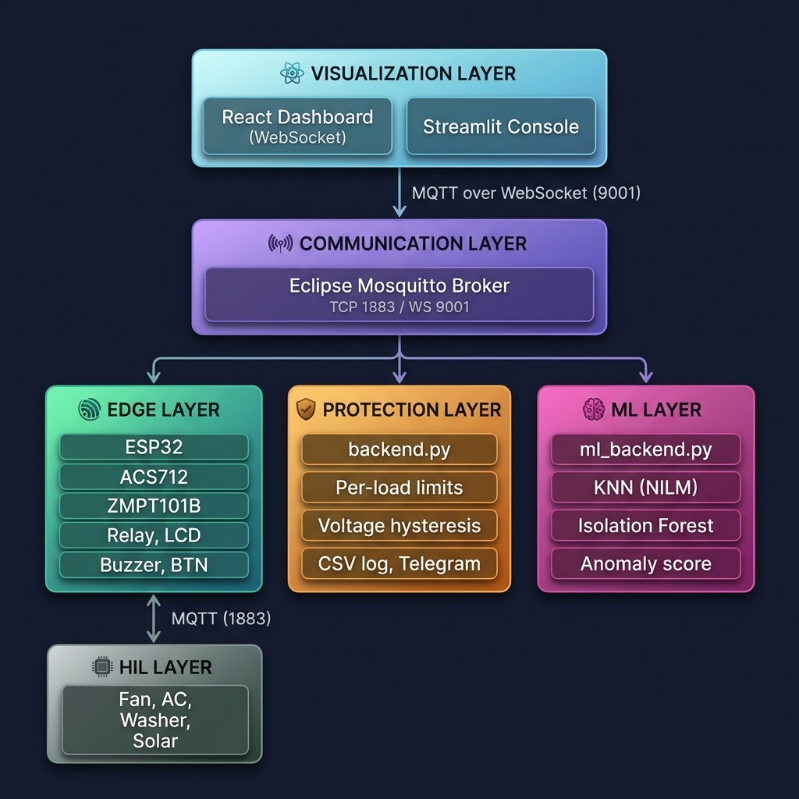 VISUALIZATION LAYER
React Dashboard
(WebSocket)
Streamlit Console
MQTT over WebSocket (9001)
COMMUNICATION LAYER
Eclipse Mosquitto Broker
TCP 1883 / WS 9001
EDGE LAYER
ESP32
ACS712
ZMPT101B
Relay, LCD
Buzzer, BTN
PROTECTION LAYER
backend.py
Per-load limits
Voltage hysteresis
CSV log, Telegram
ML LAYER
ml_backend.py
KNN (NILM)
Isolation Forest
Anomaly score
MQTT (1883)
HIL LAYER
Fan, AC,
Washer,
Solar